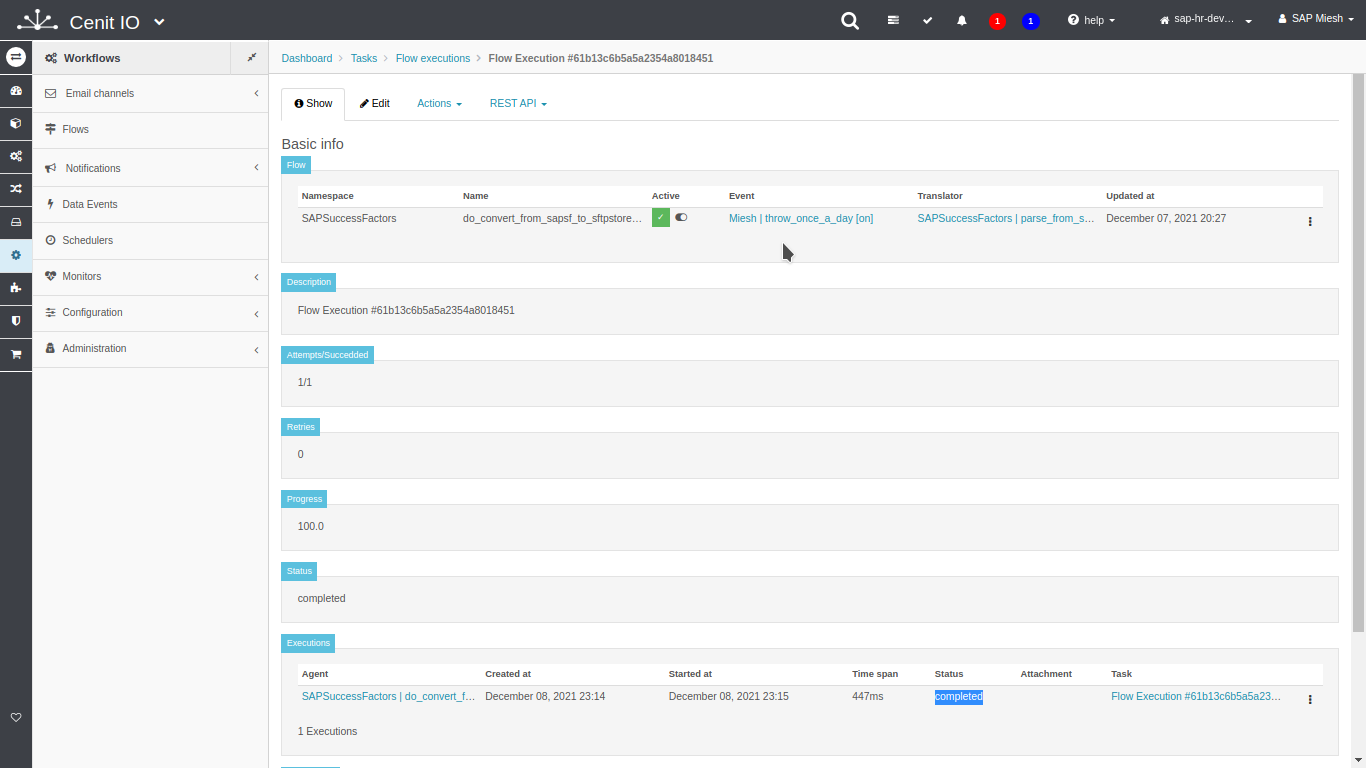 Cenit IO
1
1
help
sap-hr-dev...
SAP Miesh
Workflows
Dashboard
Tasks
Flow executions
Flow Execution #61b13c6b5a5a2354a8018451
Email channels
Flows
Notifications
Data Events
Schedulers
Monitors
Configuration
Administration
Show
Edit
Actions
REST API
Basic info
Flow
Namespace Name Active Event Translator Updated at
SAPSuccessFactors do_convert_from_sapsf_to_sftpstore... Miesh | throw_once_a_day [on] SAPSuccessFactors | parse_from_s... December 07, 2021 20:27
Description
Flow Execution #61b13c6b5a5a2354a8018451
Attempts/Succedded
1/1
Retries
0
Progress
100.0
Status
completed
Executions
Agent Created at Started at Time span Status Attachment Task
SAPSuccessFactors | do_convert_f... December 08, 2021 23:14 December 08, 2021 23:15 447ms completed Flow Execution #61b13c6b5a5a23...
1 Executions